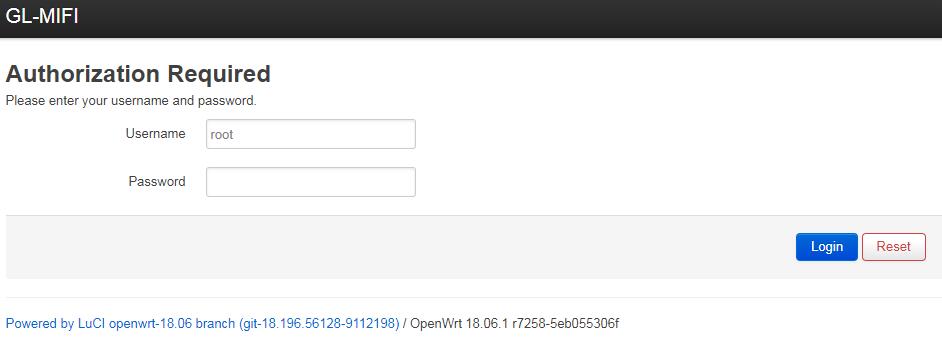 GL-MIFI
Authorization Required
Please enter your username and password.
Username root
Password
Login Reset
Powered by LuCI openwrt-18.06 branch (git-18.196.56128-9112198) / OpenWrt 18.06.1 r7258-5eb055306f